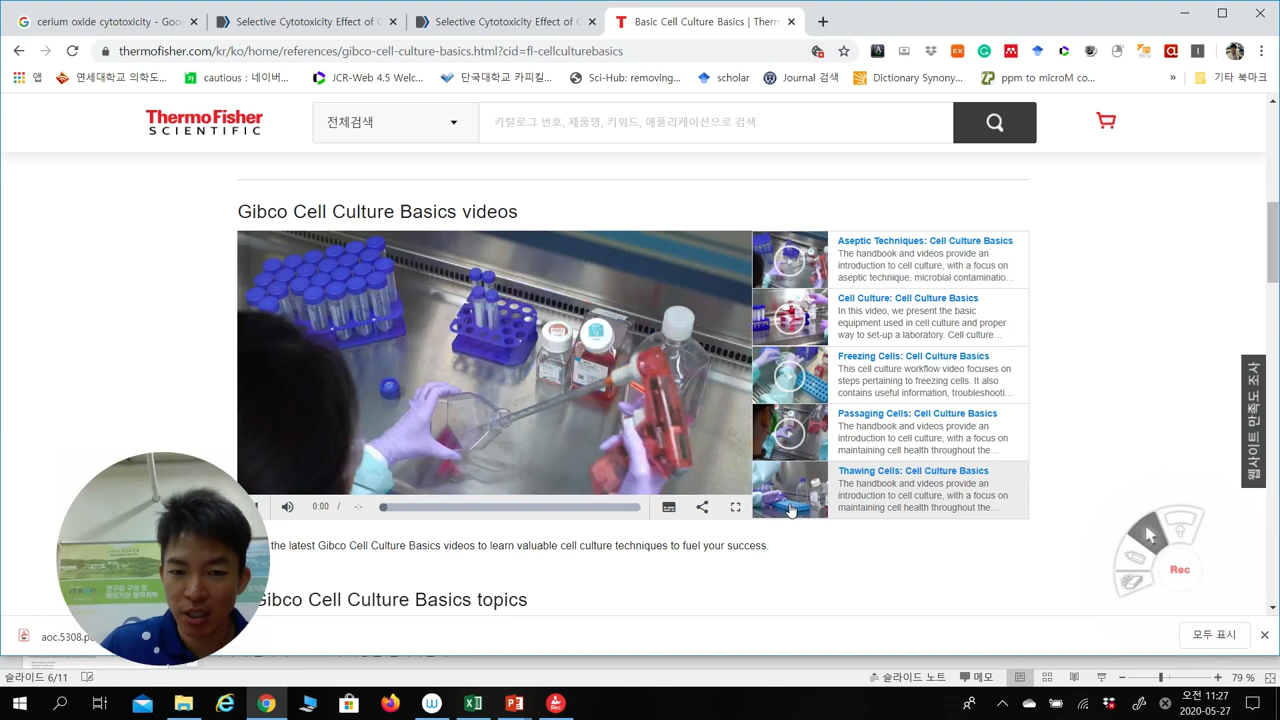 cerium oxide cytotoxicity - Goo
Selective Cytotoxicity Effect of C
Selective Cytotoxicity Effect of C
Basic Cell Culture Basics | Therm
thermofisher.com/kr/ko/home/references/gibco-cell-culture-basics.html?cid=fl-cellculturebasics
앱
연세대학교 의학도...
cautious : 네이버...
JCR-Web 4.5 Welc...
단국대학교 카피킬...
Sci-Hub: removing...
scholar
Journal 검색
Dictionary Synony...
ppm to microM co...
»
기타 북마크
ThermoFisher
SCIENTIFIC
전체검색
카탈로그 번호, 제품명, 키워드, 애플리케이션으로 검색
Gibco Cell Culture Basics videos
Aseptic Techniques: Cell Culture Basics
The handbook and videos provide an
introduction to cell culture, with a focus on
aseptic technique, microbial contaminatio...
Cell Culture: Cell Culture Basics
In this video, we present the basic
equipment used in cell culture and proper
way to set-up a laboratory. Cell culture...
Freezing Cells: Cell Culture Basics
This cell culture workflow video focuses on
steps pertaining to freezing cells. It also
contains useful information, troubleshooti...
Passaging Cells: Cell Culture Basics
The handbook and videos provide an
introduction to cell culture, with a focus on
maintaining cell health throughout the...
Thawing Cells: Cell Culture Basics
The handbook and videos provide an
introduction to cell culture, with a focus on
maintaining cell health throughout the...
0:00 / -:-
웹사이트 만족도 조사
the latest Gibco Cell Culture Basics videos to learn valuable cell culture techniques to fuel your success.
Rec
Gibco Cell Culture Basics topics
aoc.5308.p
모두 표시
슬라이드 6/11
슬라이드 노트
메모
79 %
오전 11:27
2020-05-27